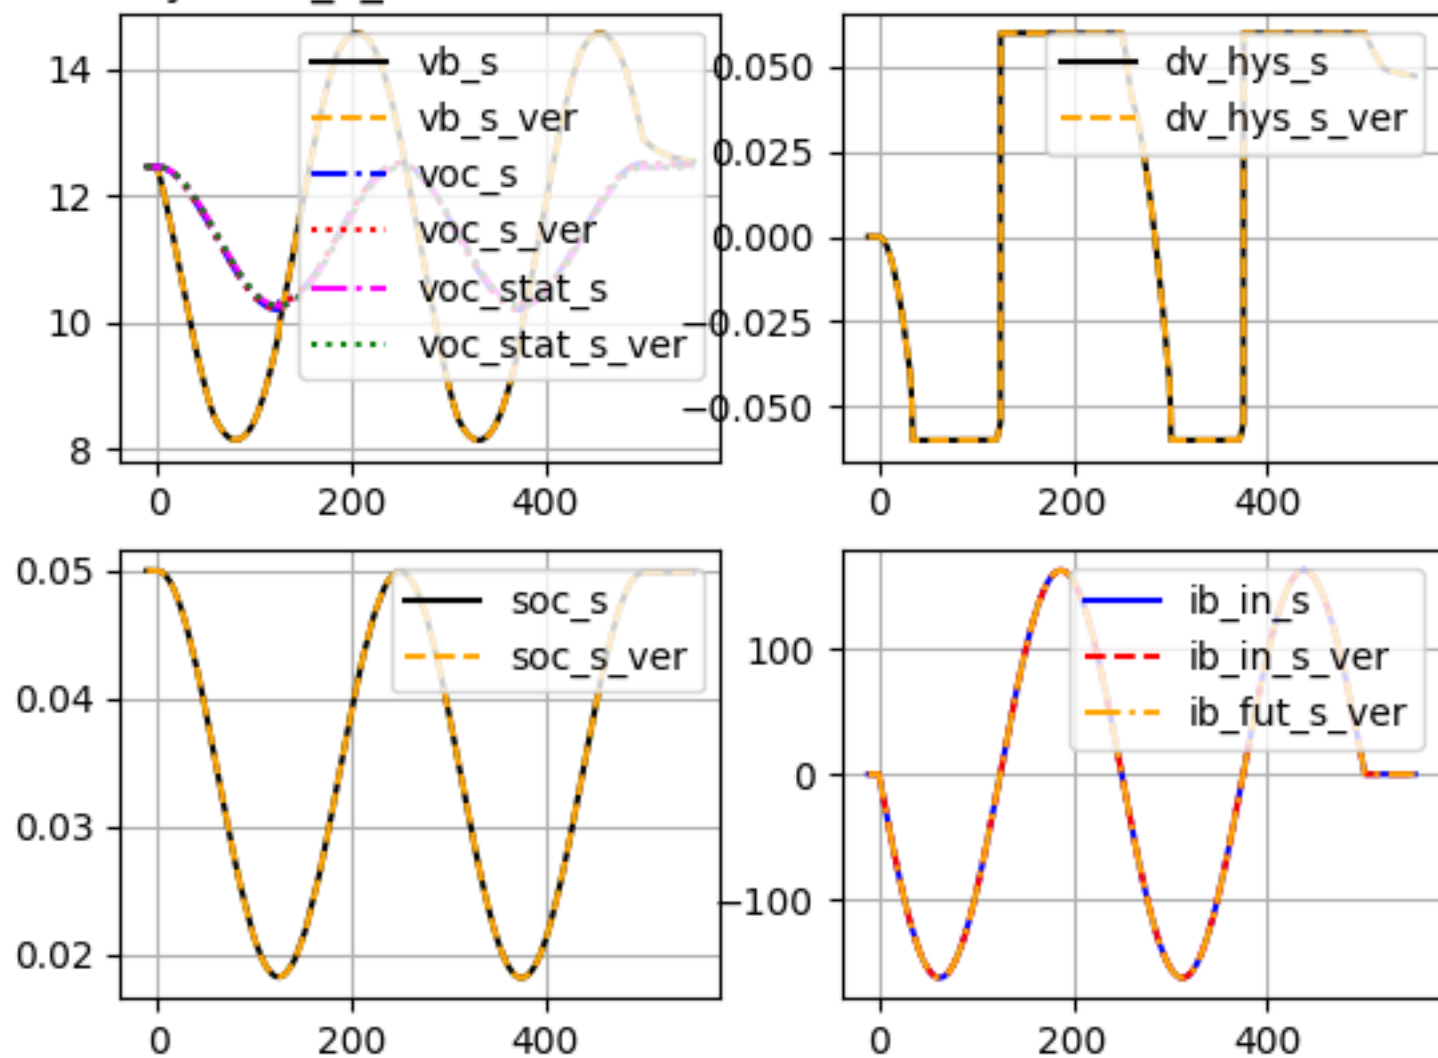 14
12
10
8
0
200
400
vb_s
vb_s_ver
voc_s
voc_s_ver
voc_stat_s
voc_stat_s_ver
0.050
0.025
0.000
−0.025
−0.050
0
200
400
dv_hys_s
dv_hys_s_ver
0.05
0.04
0.03
0.02
0
200
400
soc_s
soc_s_ver
100
0
−100
0
200
400
ib_in_s
ib_in_s_ver
ib_fut_s_ver